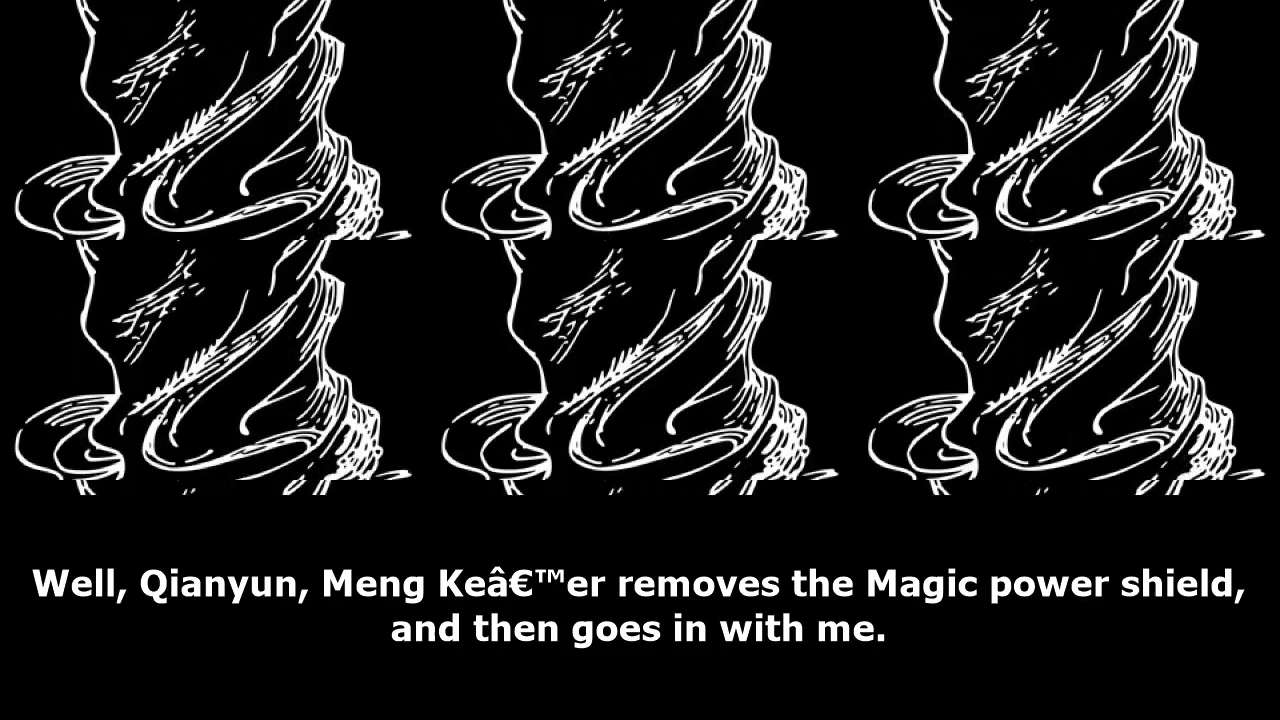 Well, Qianyun, Meng Keâ€™er removes the Magic power shield,
and then goes in with me.